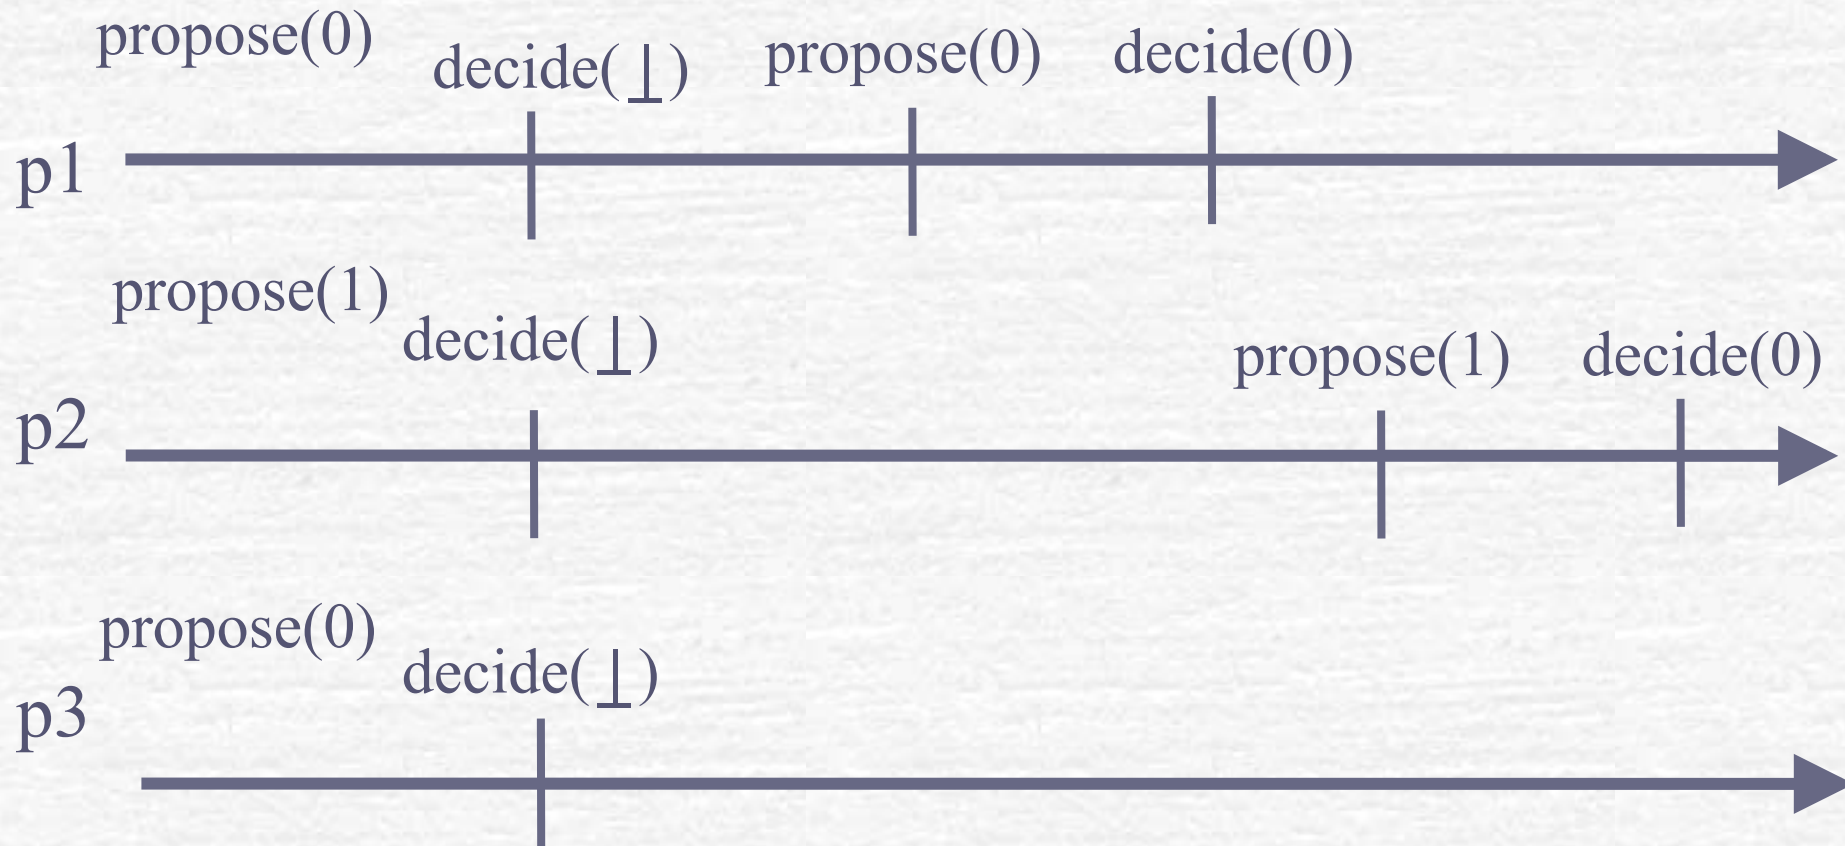 propose(0)
decide(⊥)
propose(0)
decide(0)
p1
propose(1)
decide(⊥)
propose(1)
decide(0)
p2
propose(0)
decide(⊥)
p3